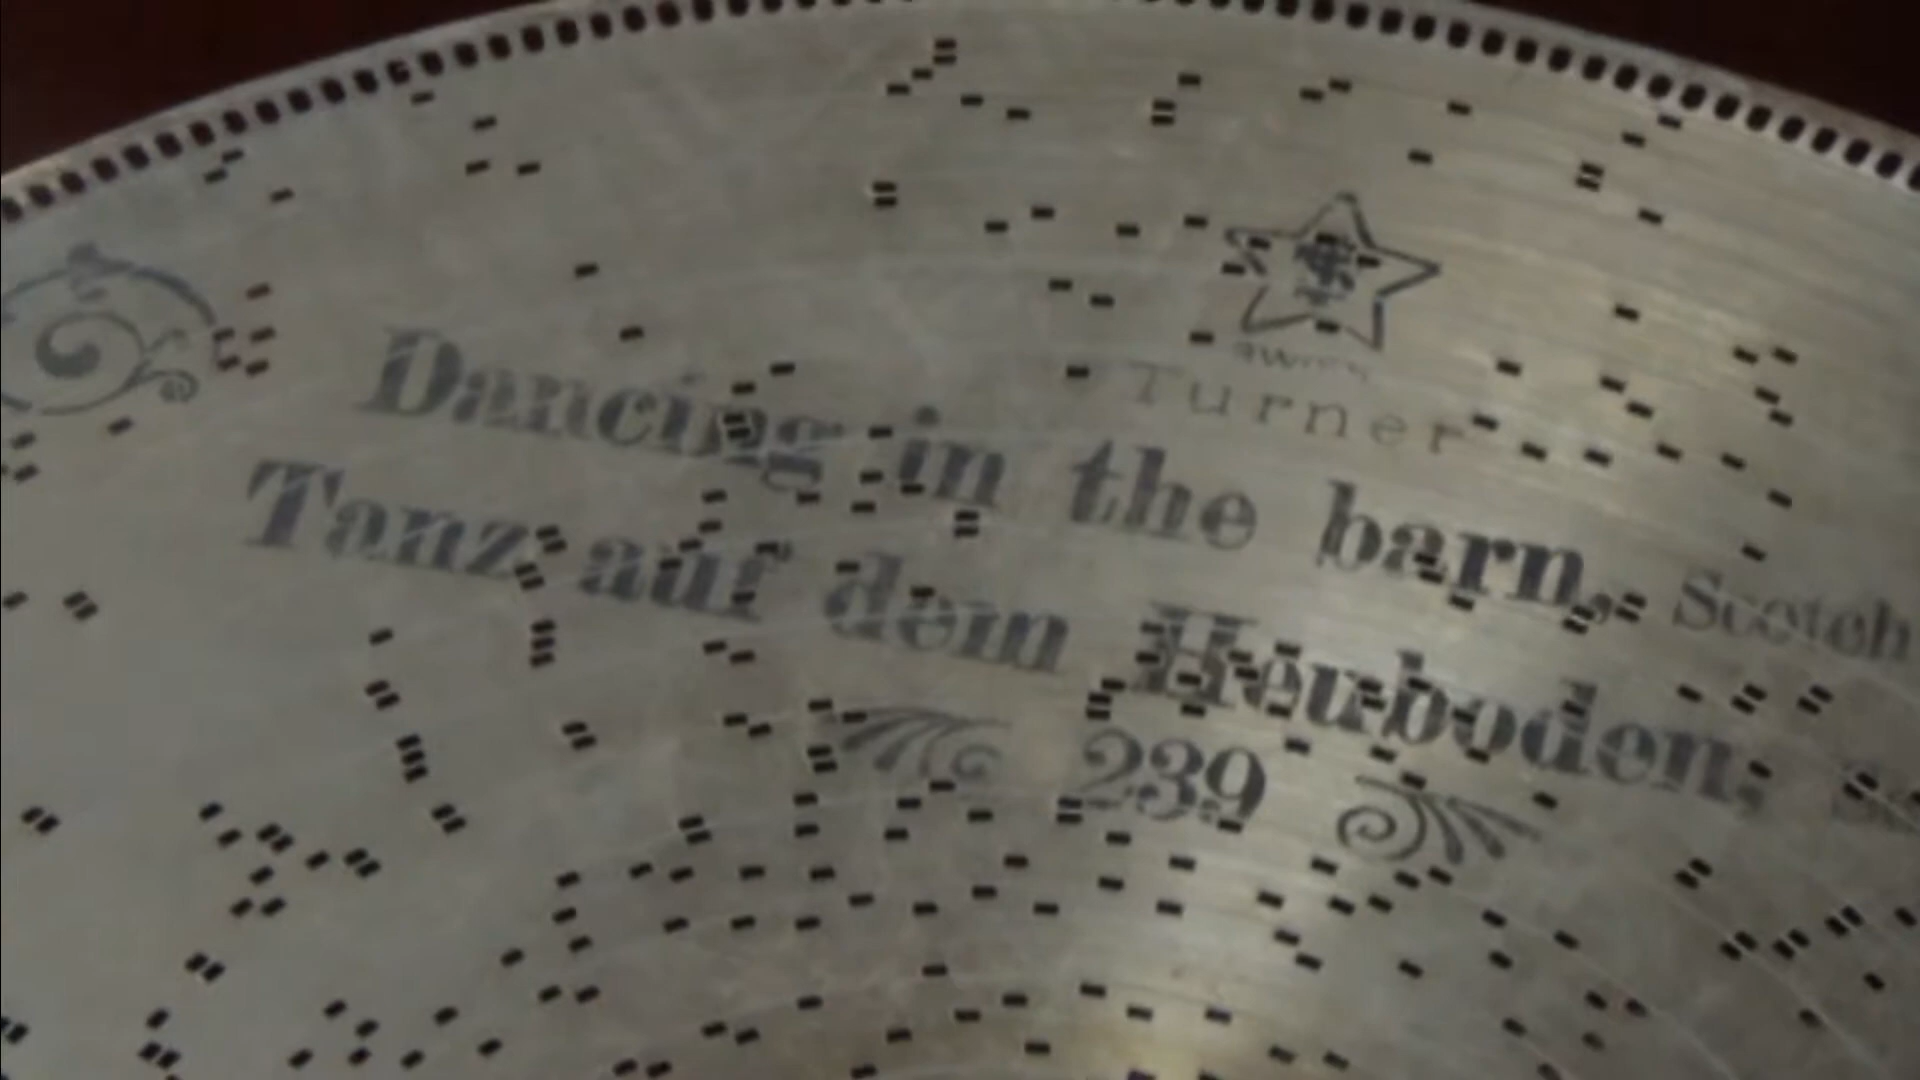 Turner
Dancing in the barn, Scotch
Tanz auf dem Heuboden,
239